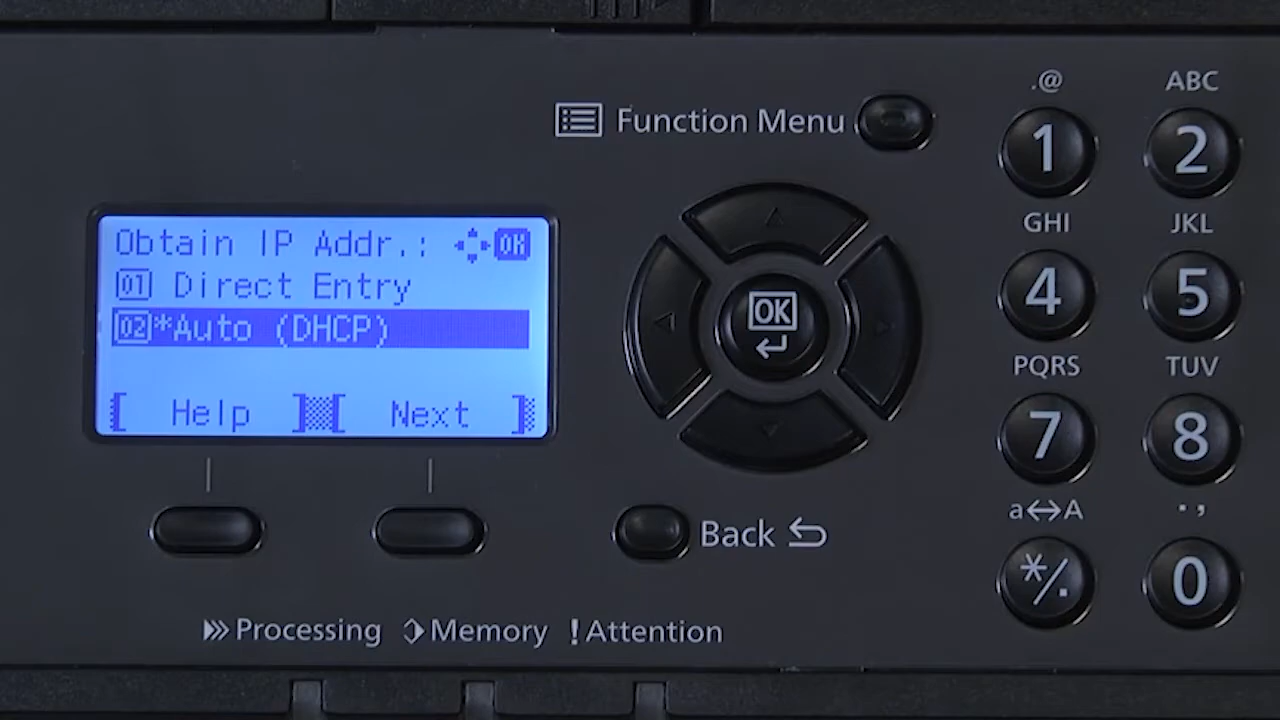 Function Menu
.@ ABC
1 2
Obtain IP Addr.: OK
01 Direct Entry
02 *Auto (DHCP)
[ Help ] [ Next ]
OK
GHI JKL
4 5
PQRS TUV
7 8
Back
a↔A . ,
*/. 0
Processing Memory !Attention